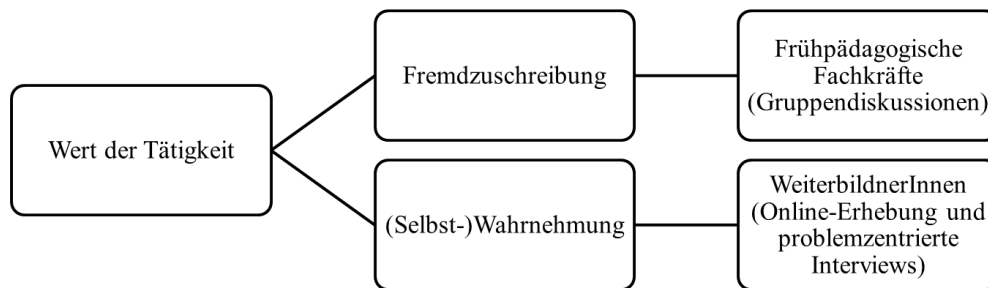 Wert der Tätigkeit
Fremdzuschreibung
Frühpädagogische
Fachkräfte
(Gruppendiskussionen)
(Selbst-)Wahrnehmung
WeiterbildnerInnen
(Online-Erhebung und
problemzentrierte
Interviews)